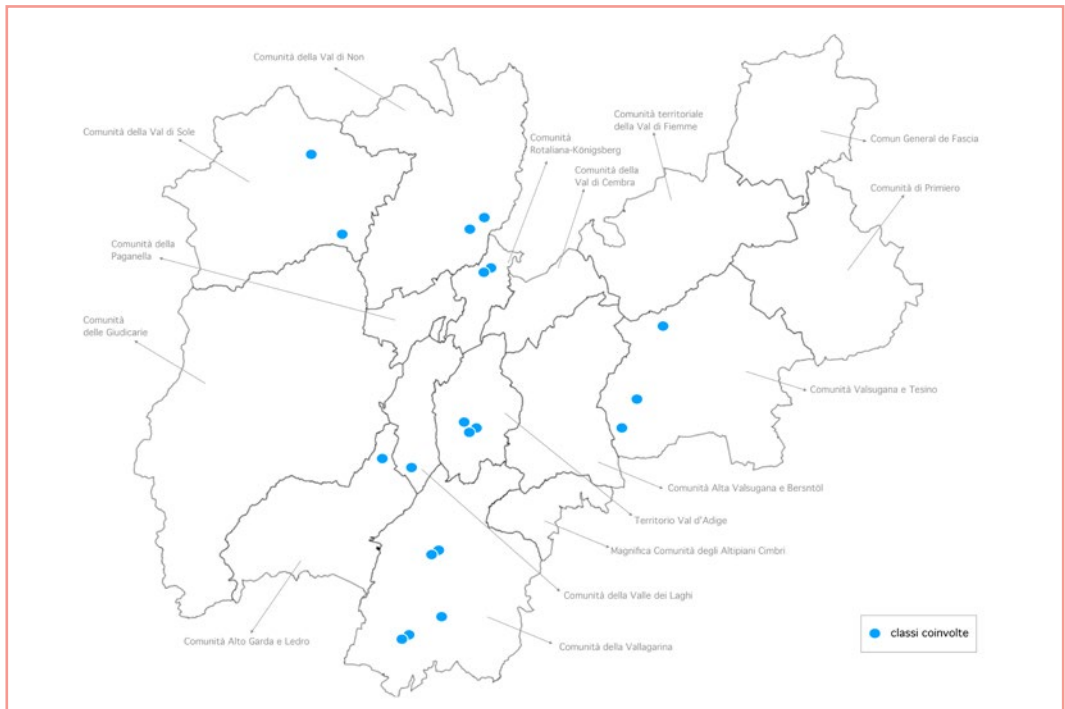 Comunità della Val di Non
Comunità territoriale
della Val di Fiemme
Comunità della Val di Sole
Comunità
Rotaliana-Königsberg
Comun General de Fascia
Comunità della
Val di Cembra
Comunità di Primiero
Comunità della
Paganella
Comunità
delle Giudicarie
Comunità Valsugana e Tesino
Comunità Alta Valsugana e Bersntöl
Territorio Val d'Adige
Magnifica Comunità degli Altipiani Cimbri
Comunità della Valle dei Laghi
Comunità Alto Garda e Ledro
Comunità della Vallagarina
classi coinvolte